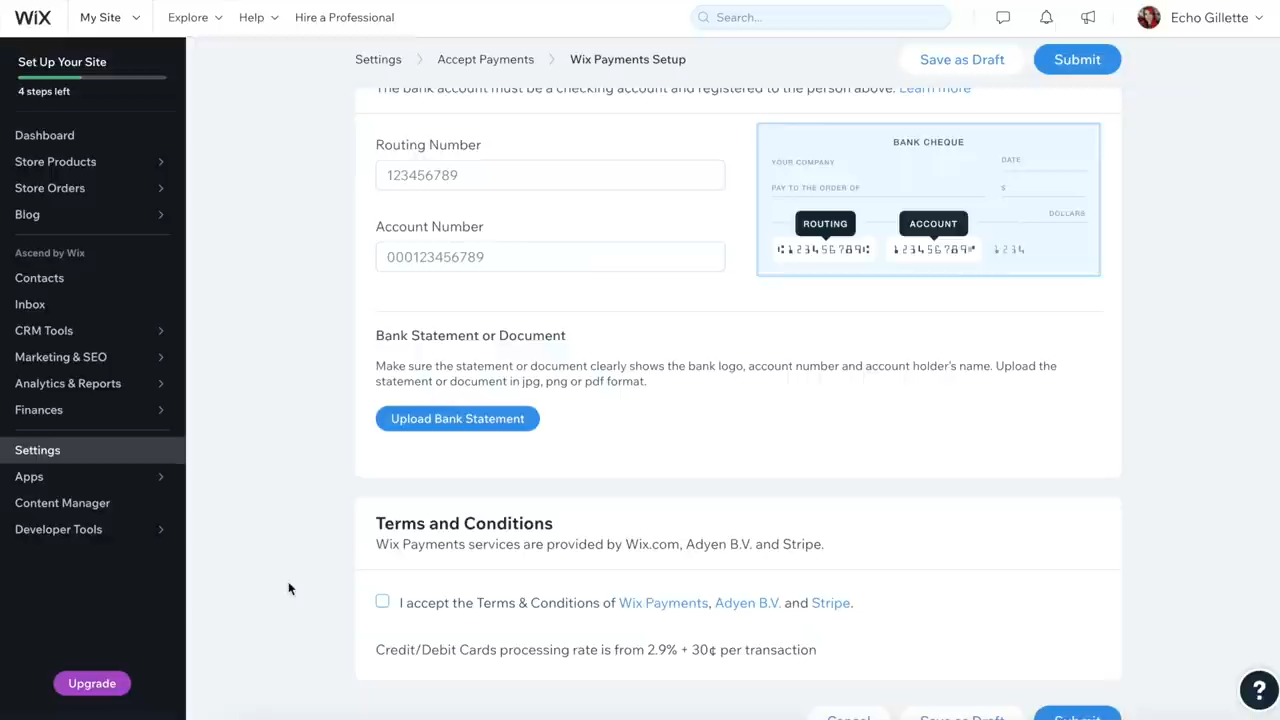 WiX
My Site
Explore
Help
Hire a Professional
Search...
Echo Gillette
Set Up Your Site
4 steps left
Dashboard
Store Products
Store Orders
Blog
Ascend by Wix
Contacts
Inbox
CRM Tools
Marketing & SEO
Analytics & Reports
Finances
Settings
Apps
Content Manager
Developer Tools
Upgrade
Settings
Accept Payments
Wix Payments Setup
Save as Draft
Submit
The bank account must be a checking account and registered to the person above. Learn more
Routing Number
123456789
Account Number
000123456789
BANK CHEQUE
YOUR COMPANY
DATE
PAY TO THE ORDER OF
$
DOLLARS
ROUTING
ACCOUNT
⑆123456789⑆
123456789⑈
1234
Bank Statement or Document
Make sure the statement or document clearly shows the bank logo, account number and account holder's name. Upload the
statement or document in jpg, png or pdf format.
Upload Bank Statement
Terms and Conditions
Wix Payments services are provided by Wix.com, Adyen B.V. and Stripe.
I accept the Terms & Conditions of Wix Payments, Adyen B.V. and Stripe.
Credit/Debit Cards processing rate is from 2.9% + 30¢ per transaction
Cancel
Save as Draft
Submit
?